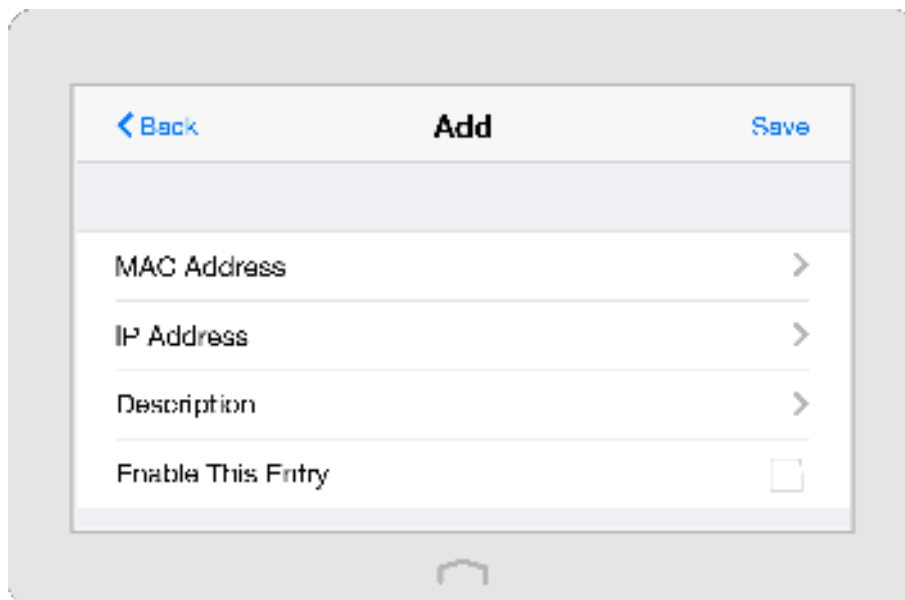 Back Add Save
MAC Address
IP Address
Description
Enable This Entry